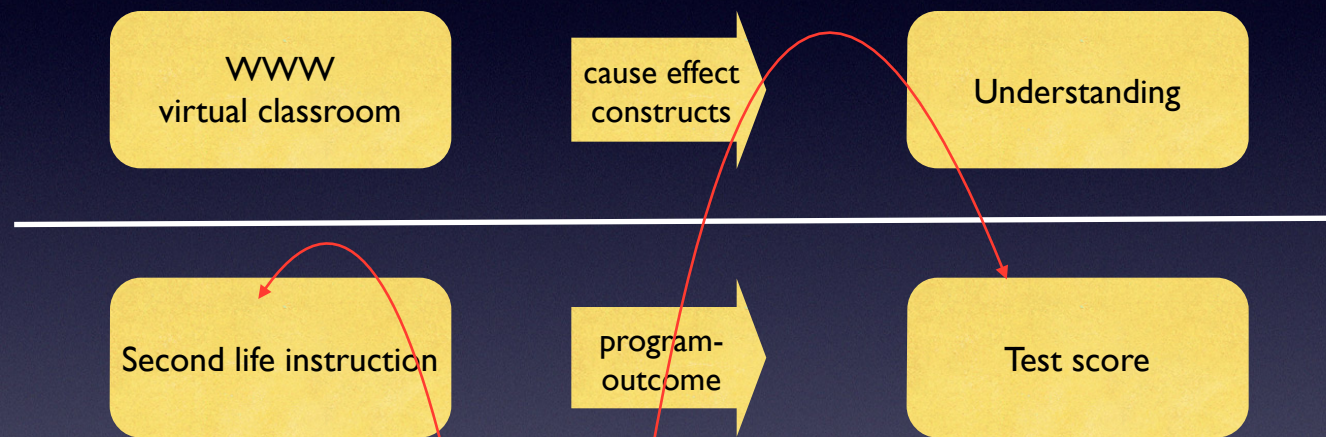 WWW
virtual classroom
cause effect
constructs
Understanding
Second life instruction
program-
outcome
Test score